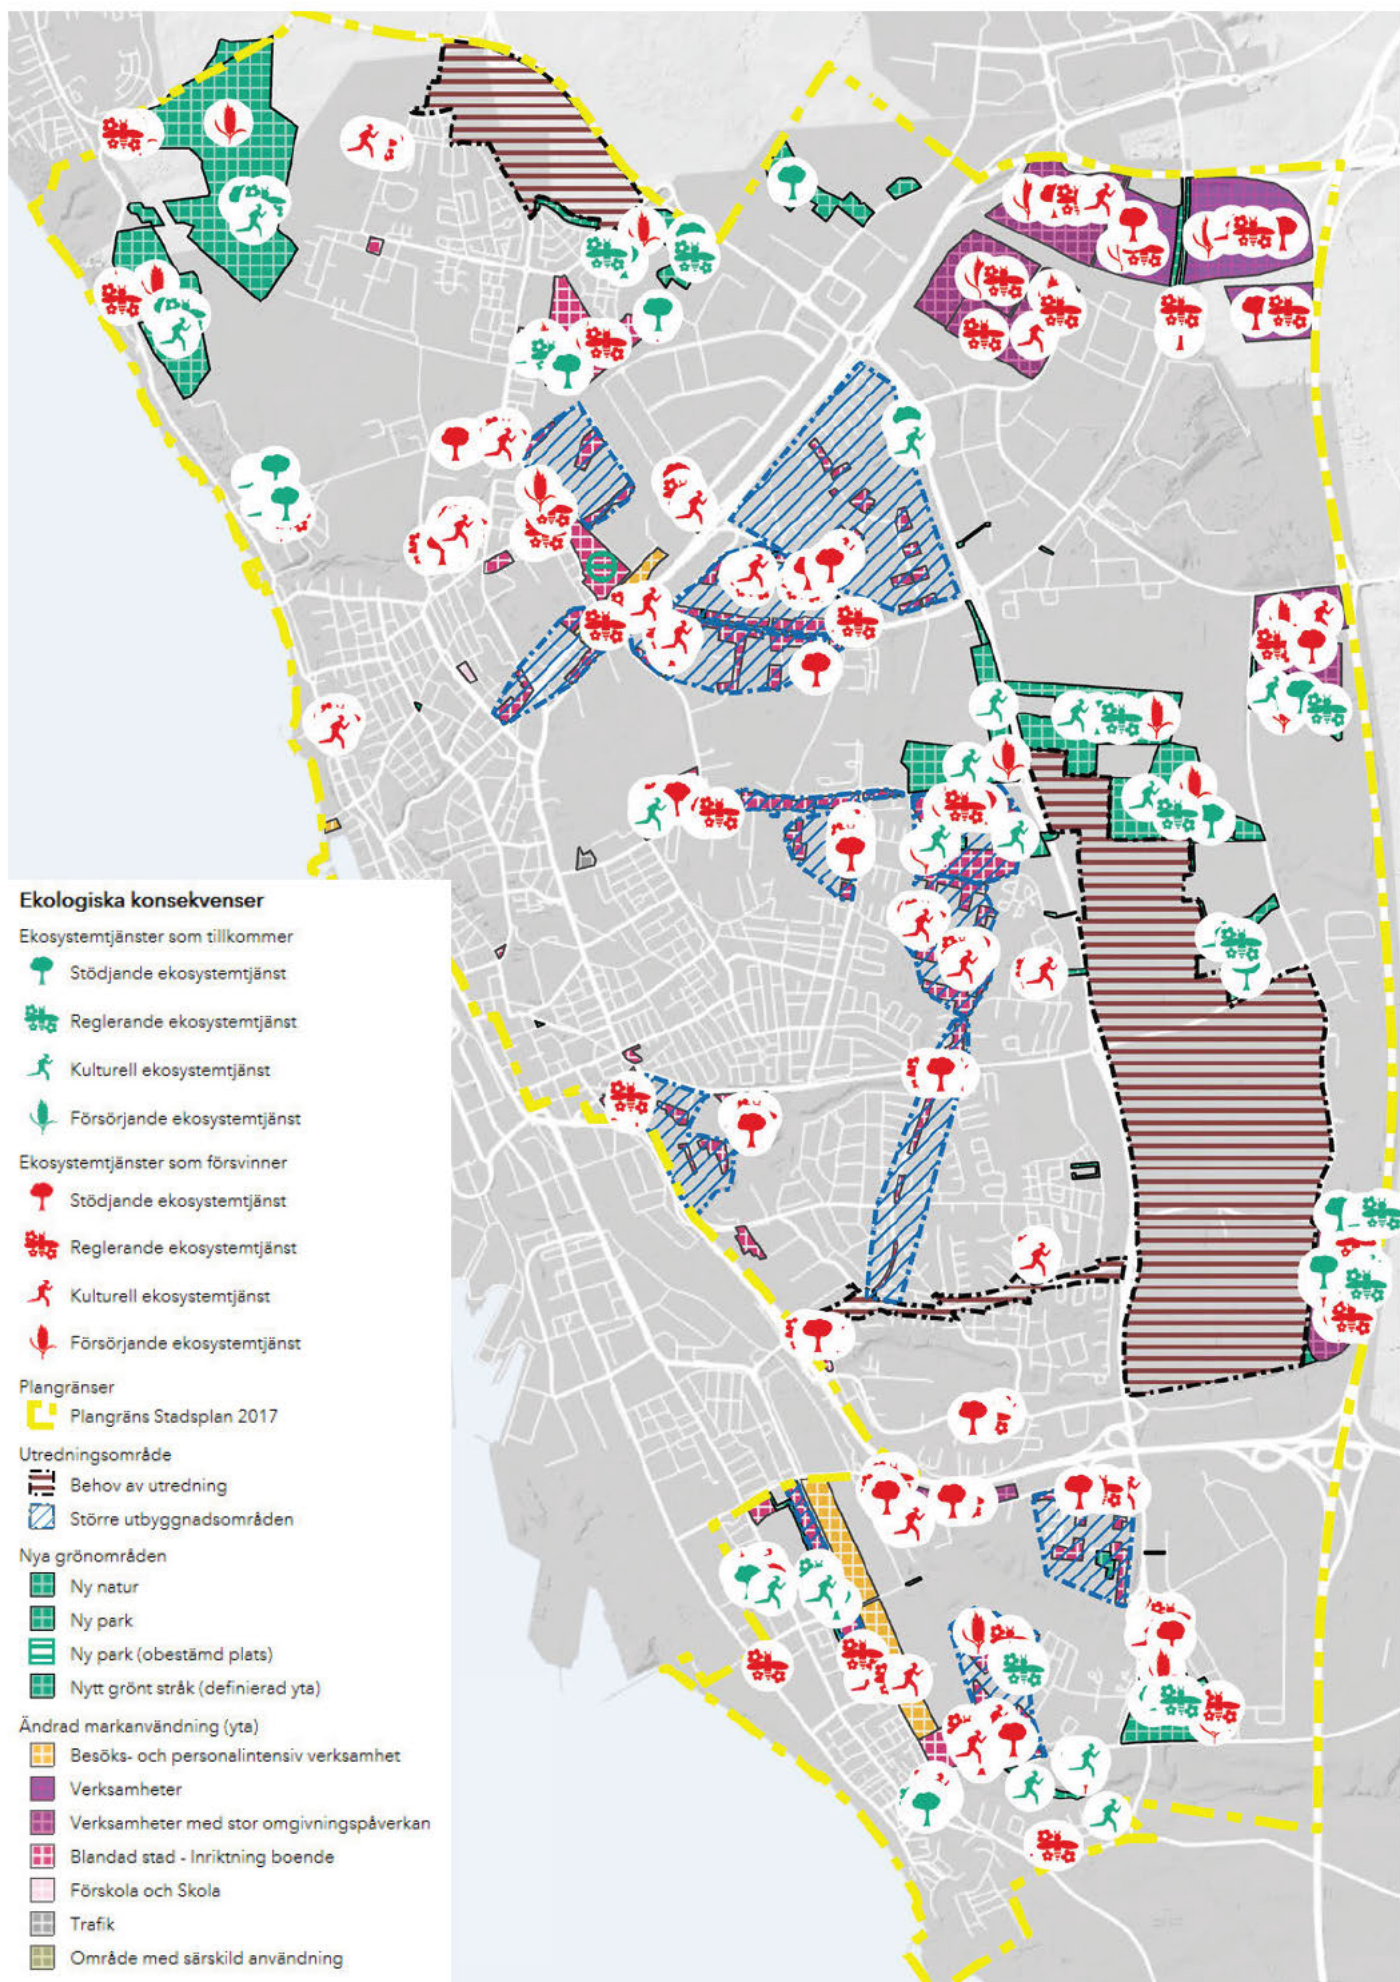 Ekologiska konsekvenser
Ekosystemtjänster som tillkommer
Stödjande ekosystemtjänst
Reglerande ekosystemtjänst
Kulturell ekosystemtjänst
Försörjande ekosystemtjänst
Ekosystemtjänster som försvinner
Stödjande ekosystemtjänst
Reglerande ekosystemtjänst
Kulturell ekosystemtjänst
Försörjande ekosystemtjänst
Plangränser
Plangräns Stadsplan 2017
Utredningsområde
Behov av utredning
Större utbyggnadsområden
Nya grönområden
Ny natur
Ny park
Ny park (obestämd plats)
Nytt grönt stråk (definierad yta)
Ändrad markanvändning (yta)
Besöks- och personalintensiv verksamhet
Verksamheter
Verksamheter med stor omgivningspåverkan
Blandad stad - Inriktning boende
Förskola och Skola
Trafik
Område med särskild användning